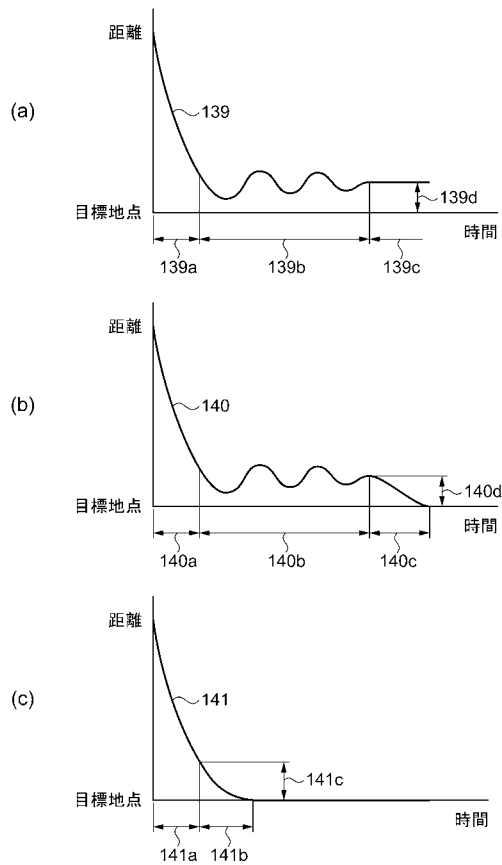 (a)
距離
139
目標地点
139d
時間
139a
139b
139c
(b)
距離
140
目標地点
140d
時間
140a
140b
140c
(c)
距離
141
141c
目標地点
時間
141a
141b